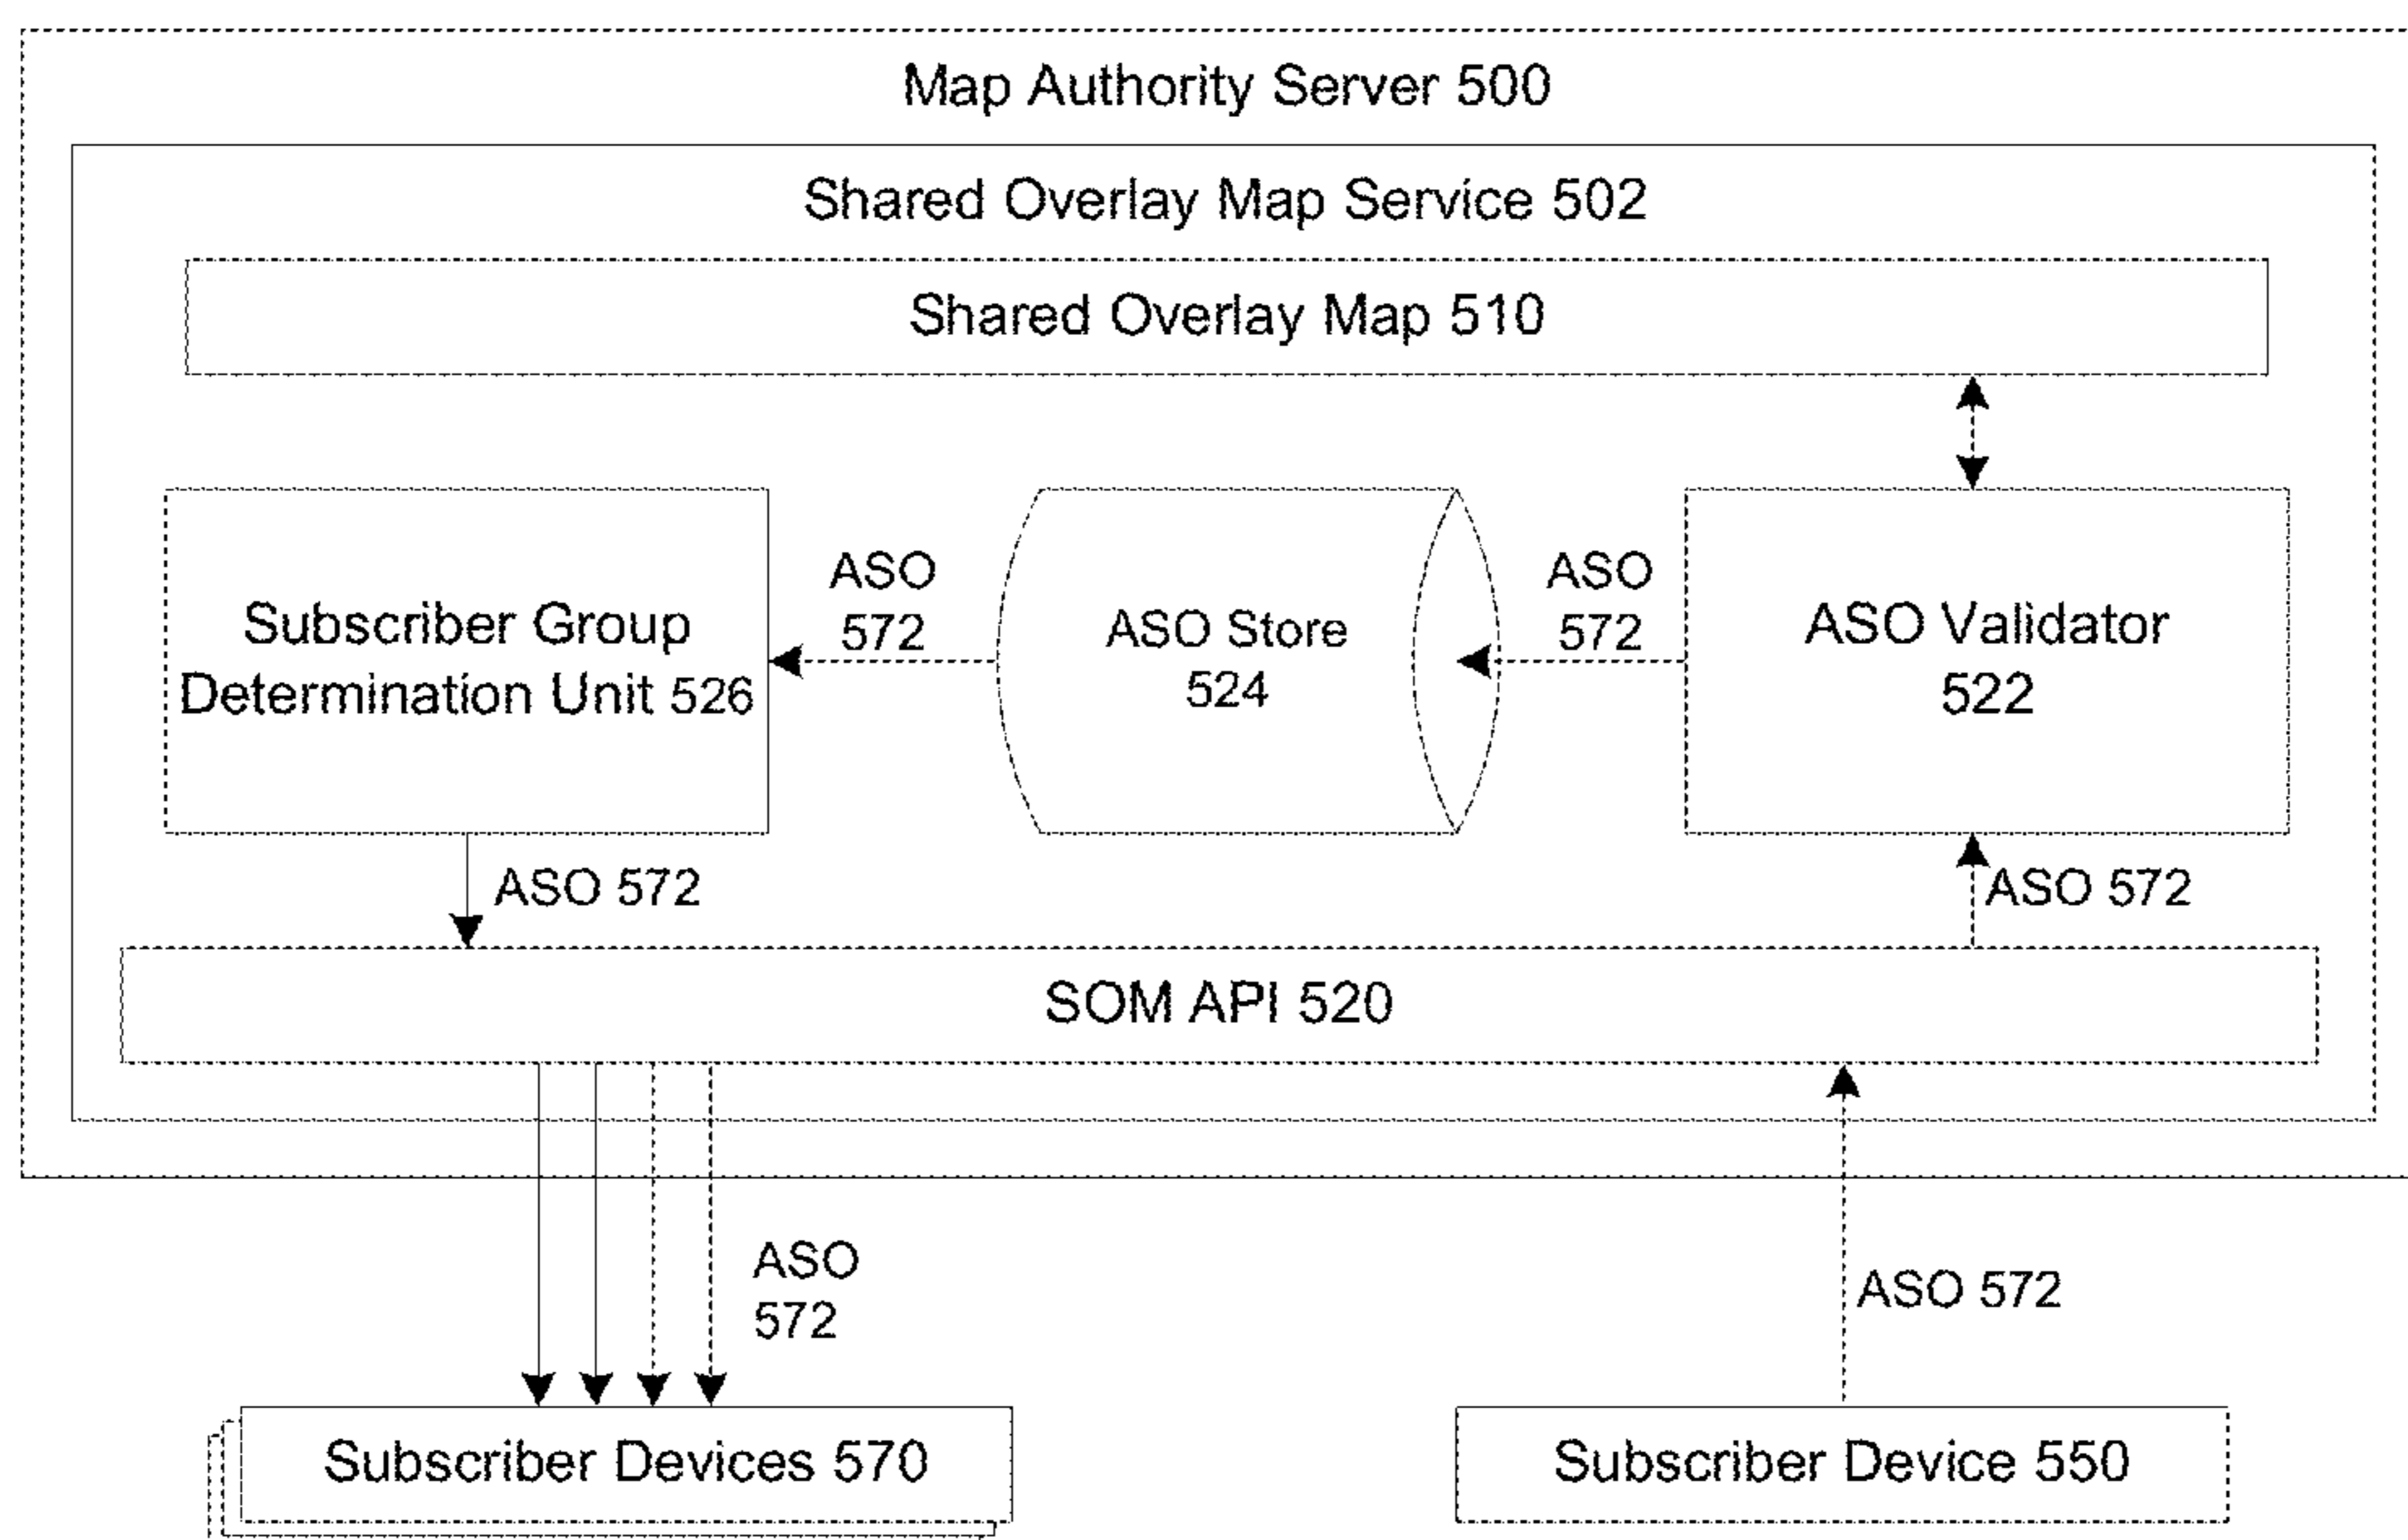 Map Authority Server 500
Shared Overlay Map Service 502
Shared Overlay Map 510
Subscriber Group
Determination Unit 526
ASO
572
ASO Store
524
ASO
572
ASO Validator
522
ASO 572
ASO 572
SOM API 520
ASO
572
ASO 572
Subscriber Devices 570
Subscriber Device 550